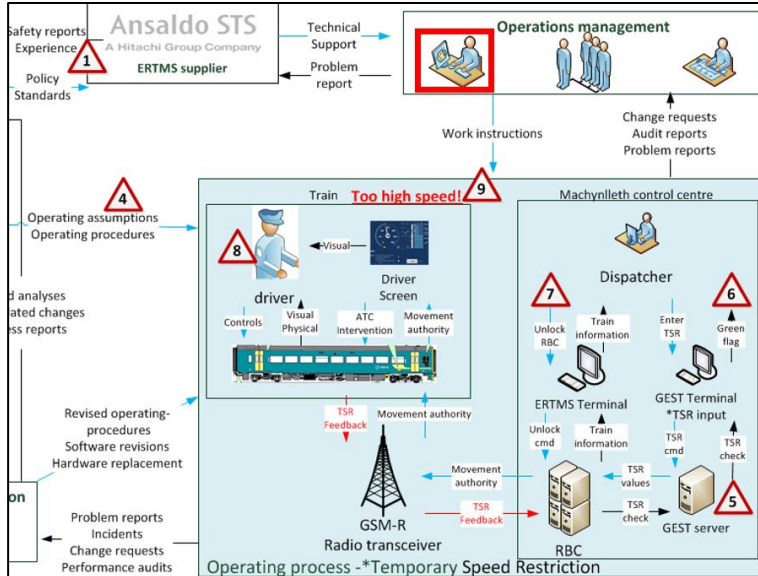 Safety reports
Experience
1
Policy
Standards
Ansaldo STS
A Hitachi Group Company
ERTMS supplier
Technical
Support
Problem
report
Operations management
Work instructions
Change requests
Audit reports
Problem reports
4
Operating assumptions
Operating procedures
analyses
changes
reports
Train
Too high speed!
9
8
Visual
driver
Driver
Screen
Controls
Visual
Physical
ATC
Intervention
Movement
authority
Machynlleth control centre
Dispatcher
7
6
Unlock
RBC
Train
information
Enter
TSR
Green
flag
ERTMS Terminal
GEST Terminal
*TSR input
Unlock
cmd
Train
information
TSR
cmd
TSR
check
5
Revised operating-
procedures
Software revisions
Hardware replacement
TSR
Feedback
Movement authority
Movement
authority
TSR
values
TSR
Feedback
TSR
check
GSM-R
Radio transceiver
RBC
GEST server
Problem reports
Incidents
Change requests
Performance audits
Operating process -*Temporary Speed Restriction